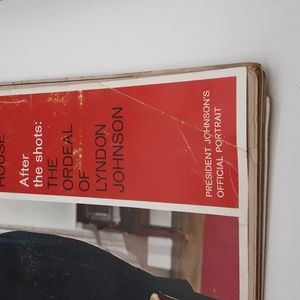 HOUSE
After
the shots:
THE
ORDEAL
OF
LYNDON
JOHNSON
PRESIDENT JOHNSON'S
OFFICIAL PORTRAIT